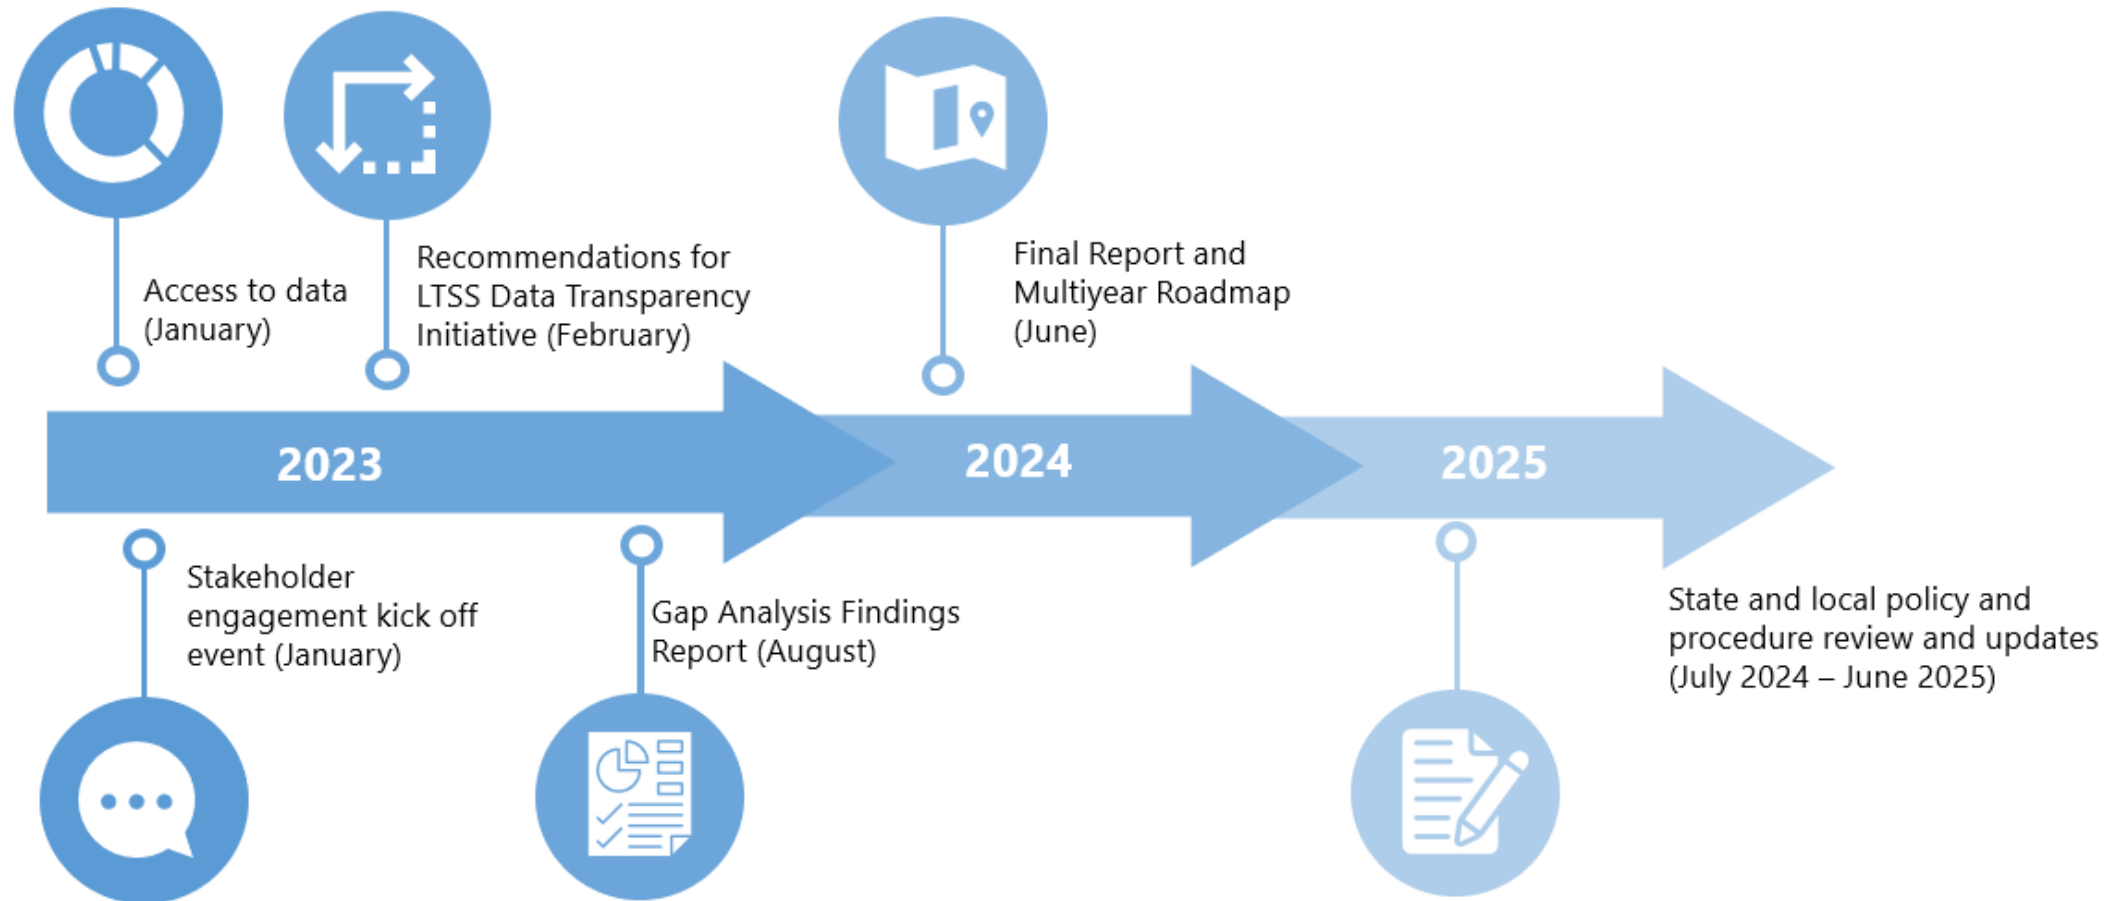 Access to data
(January)
Recommendations for
LTSS Data Transparency
Initiative (February)
Final Report and
Multiyear Roadmap
(June)
2023
2024
2025
Stakeholder
engagement kick off
event (January)
Gap Analysis Findings
Report (August)
State and local policy and
procedure review and updates
(July 2024 – June 2025)